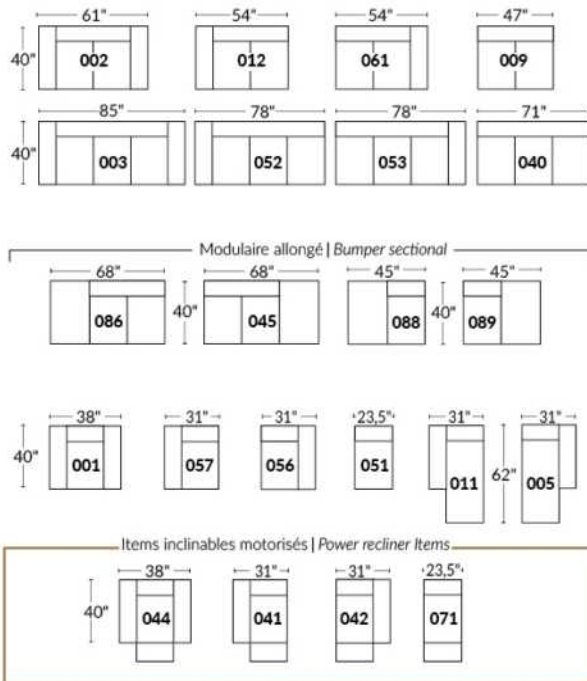 61" 54" 54" 47"
40" 002 012 061 009
85" 78" 78" 71"
40" 003 052 053 040
Modulaire allongé | Bumper sectional
68" 68" 45" 45"
086 40" 045 088 40" 089
38" 31" 31" 23,5" 31" 31"
40" 001 057 056 051 011 62" 005
Items inclinables motorisés | Power recliner Items
38" 31" 31" 23,5"
40" 044 041 042 071